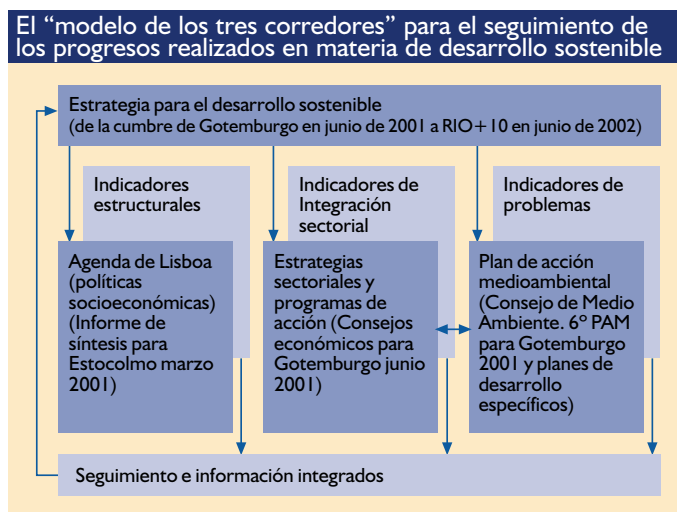 El “modelo de los tres corredores” para el seguimiento de
los progresos realizados en materia de desarrollo sostenible
Estrategia para el desarrollo sostenible
(de la cumbre de Gotemburgo en junio de 2001 a RIO+10 en junio de 2002)
Indicadores
estructurales
Agenda de Lisboa
(políticas
socioeconómicas)
(Informe de
síntesis para
Estocolmo marzo
2001)
Indicadores de
Integración
sectorial
Estrategias
sectoriales y
programas de
acción (Consejos
económicos para
Gotemburgo junio
2001)
Indicadores de
problemas
Plan de acción
medioambiental
(Consejo de Medio
Ambiente. 6º PAM
para Gotemburgo
2001 y planes de
desarrollo
específicos)
Seguimiento e información integrados